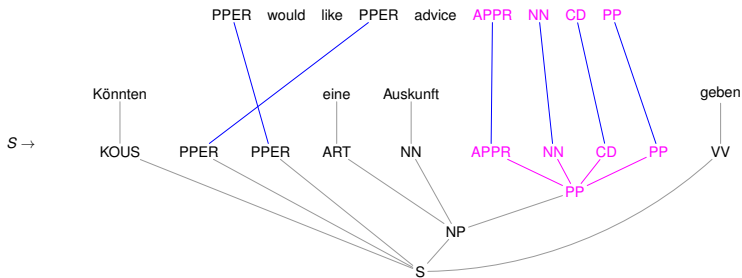 PPER would like PPER advice APPR NN CD PP
Könnten eine Auskunft geben
S → KOUS PPER PPER ART NN APPR NN CD PP VV
PP
NP
S